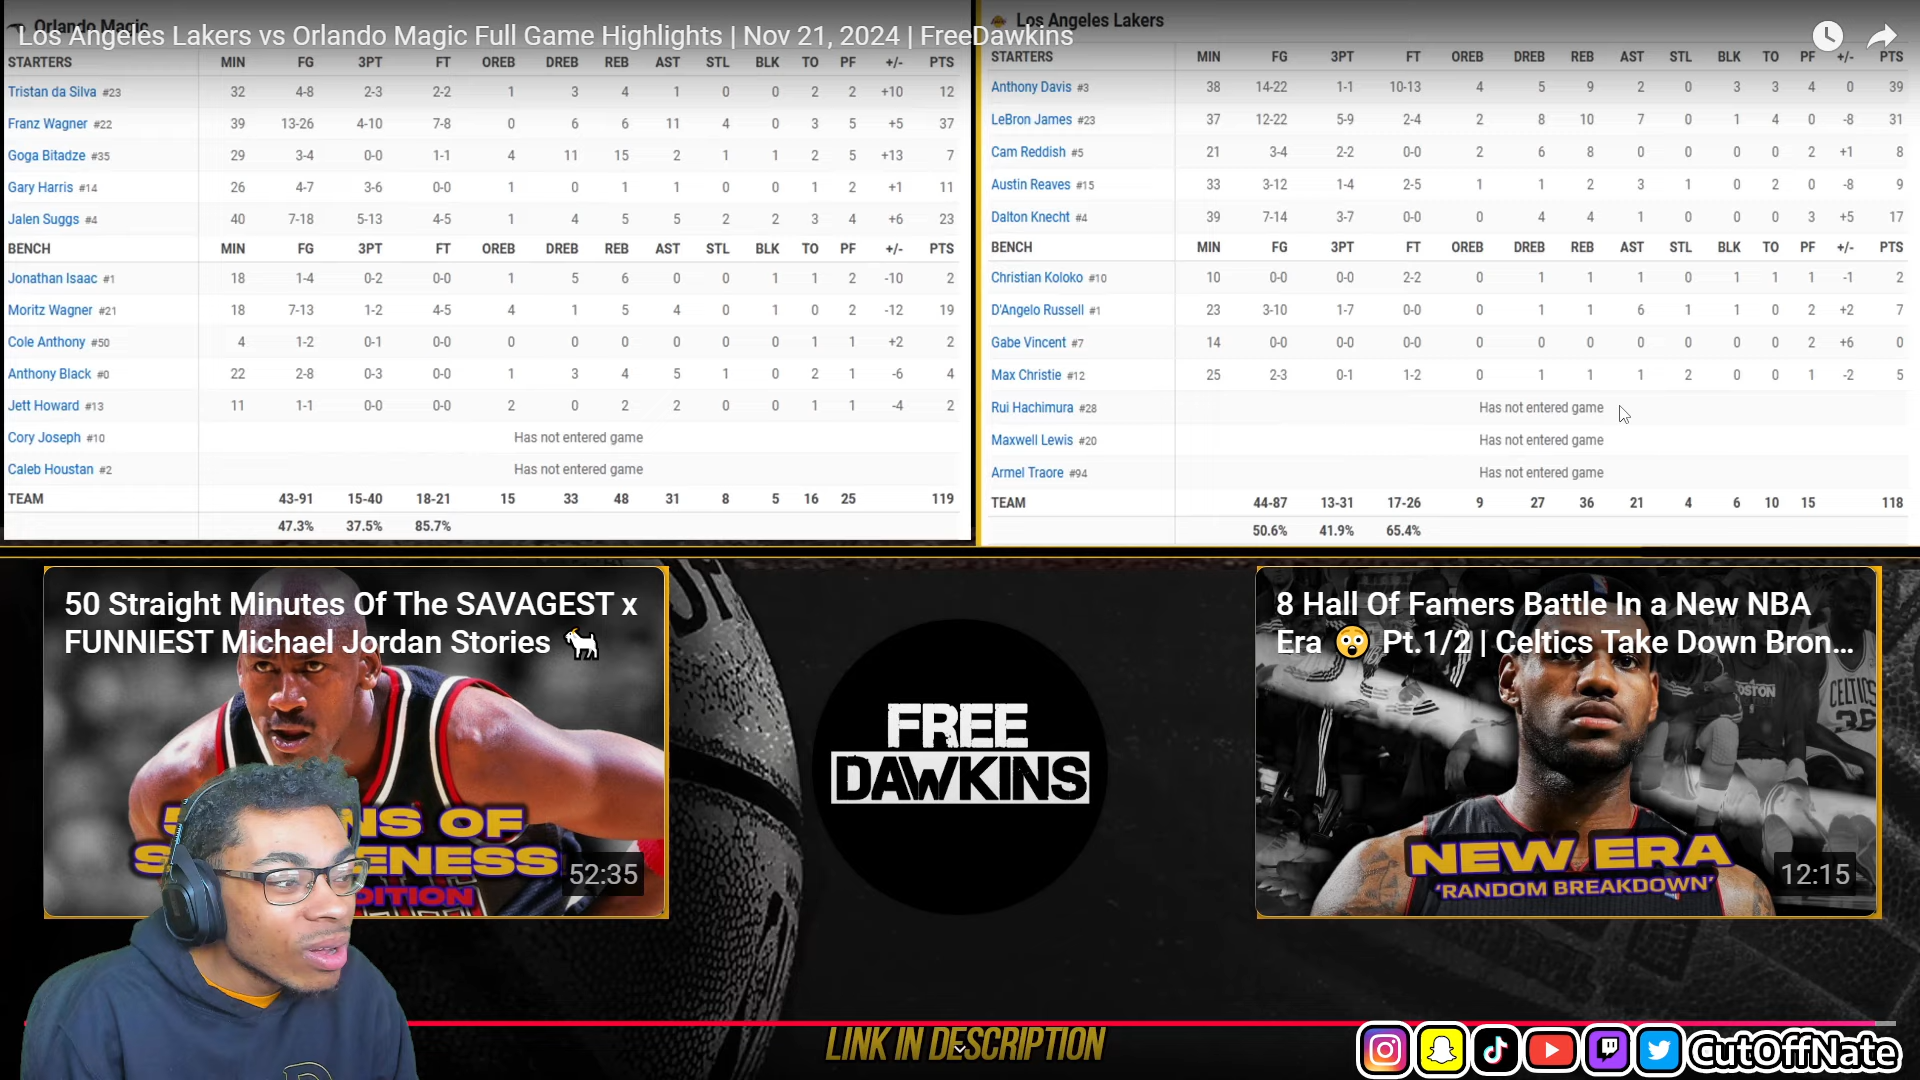 Orlando Magic
Los Angeles Lakers vs Orlando Magic Full Game Highlights | Nov 21, 2024 | FreeDawkins
STARTERS MIN FG 3PT FT OREB DREB REB AST STL BLK TO PF +/- PTS
Tristan da Silva #23 32 4-8 2-3 2-2 1 3 4 1 0 0 2 2 +10 12
Franz Wagner #22 39 13-26 4-10 7-8 0 6 6 11 4 0 3 5 +5 37
Goga Bitadze #35 29 3-4 0-0 1-1 4 11 15 2 1 1 2 5 +13 7
Gary Harris #14 26 4-7 3-6 0-0 1 0 1 1 0 0 1 2 +1 11
Jalen Suggs #4 40 7-18 5-13 4-5 1 4 5 5 2 2 3 4 +6 23
BENCH MIN FG 3PT FT OREB DREB REB AST STL BLK TO PF +/- PTS
Jonathan Isaac #1 18 1-4 0-2 0-0 1 5 6 0 0 1 1 2 -10 2
Moritz Wagner #21 18 7-13 1-2 4-5 4 1 5 4 0 1 0 2 -12 19
Cole Anthony #50 4 1-2 0-1 0-0 0 0 0 0 0 0 1 1 +2 2
Anthony Black #0 22 2-8 0-3 0-0 1 3 4 5 1 0 2 1 -6 4
Jett Howard #13 11 1-1 0-0 0-0 2 0 2 2 0 0 1 1 -4 2
Cory Joseph #10 Has not entered game
Caleb Houstan #2 Has not entered game
TEAM 43-91 15-40 18-21 15 33 48 31 8 5 16 25 119
47.3% 37.5% 85.7%
Los Angeles Lakers
STARTERS MIN FG 3PT FT OREB DREB REB AST STL BLK TO PF +/- PTS
Anthony Davis #3 38 14-22 1-1 10-13 4 5 9 2 0 3 3 4 0 39
LeBron James #23 37 12-22 5-9 2-4 2 8 10 7 0 1 4 0 -8 31
Cam Reddish #5 21 3-4 2-2 0-0 2 6 8 0 0 0 0 2 +1 8
Austin Reaves #15 33 3-12 1-4 2-5 1 1 2 3 1 0 2 0 -8 9
Dalton Knecht #4 39 7-14 3-7 0-0 0 4 4 1 0 0 0 3 +5 17
BENCH MIN FG 3PT FT OREB DREB REB AST STL BLK TO PF +/- PTS
Christian Koloko #10 10 0-0 0-0 2-2 0 1 1 1 0 1 1 1 -1 2
D'Angelo Russell #1 23 3-10 1-7 0-0 0 1 1 6 1 1 0 2 +2 7
Gabe Vincent #7 14 0-0 0-0 0-0 0 0 0 0 0 0 0 2 +6 0
Max Christie #12 25 2-3 0-1 1-2 0 1 1 1 2 0 0 1 -2 5
Rui Hachimura #28 Has not entered game
Maxwell Lewis #20 Has not entered game
Armel Traore #94 Has not entered game
TEAM 44-87 13-31 17-26 9 27 36 21 4 6 10 15 118
50.6% 41.9% 65.4%
50 Straight Minutes Of The SAVAGEST x
FUNNIEST Michael Jordan Stories 🐐
52:35
FREE
DAWKINS
8 Hall Of Famers Battle In a New NBA
Era 😲 Pt.1/2 | Celtics Take Down Bron...
CELTICS
NEW ERA
'RANDOM BREAKDOWN'
12:15
LINK IN DESCRIPTION
CutOffNate